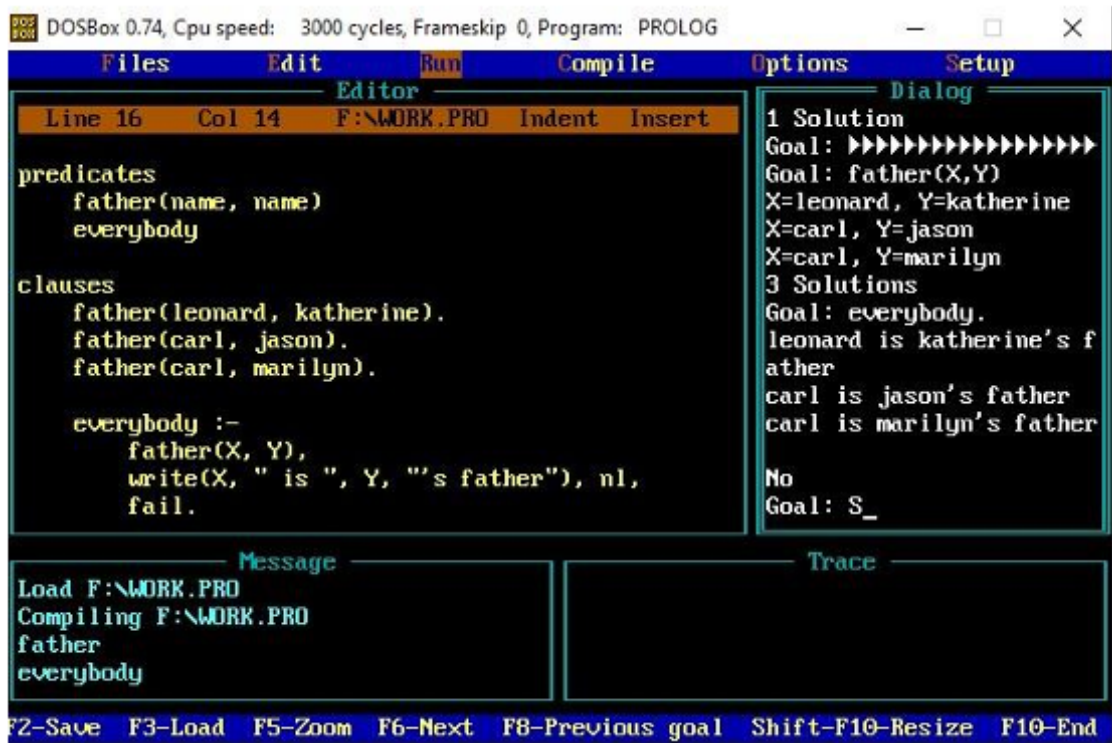 DOSBox 0.74, Cpu speed: 3000 cycles, Frameskip 0, Program: PROLOG
Files Edit Run Compile Options Setup
Editor
Line 16 Col 14 F:\WORK.PRO Indent Insert
predicates
father(name, name)
everybody
clauses
father(leonard, katherine).
father(carl, jason).
father(carl, marilyn).
everybody :-
father(X, Y),
write(X, " is ", Y, "'s father"), nl,
fail.
Dialog
1 Solution
Goal: 
Goal: father(X,Y)
X=leonard, Y=katherine
X=carl, Y=jason
X=carl, Y=marilyn
3 Solutions
Goal: everybody.
leonard is katherine's f
ather
carl is jason's father
carl is marilyn's father
No
Goal: S_
Message
Load F:\WORK.PRO
Compiling F:\WORK.PRO
father
everybody
Trace
F2-Save F3-Load F5-Zoom F6-Next F8-Previous goal Shift-F10-Resize F10-End